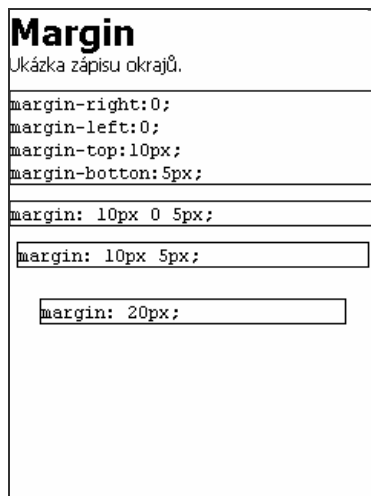 Margin
Ukázka zápisu okrajů.
margin-right:0;
margin-left:0;
margin-top:10px;
margin-botton:5px;
margin: 10px 0 5px;
margin: 10px 5px;
margin: 20px;